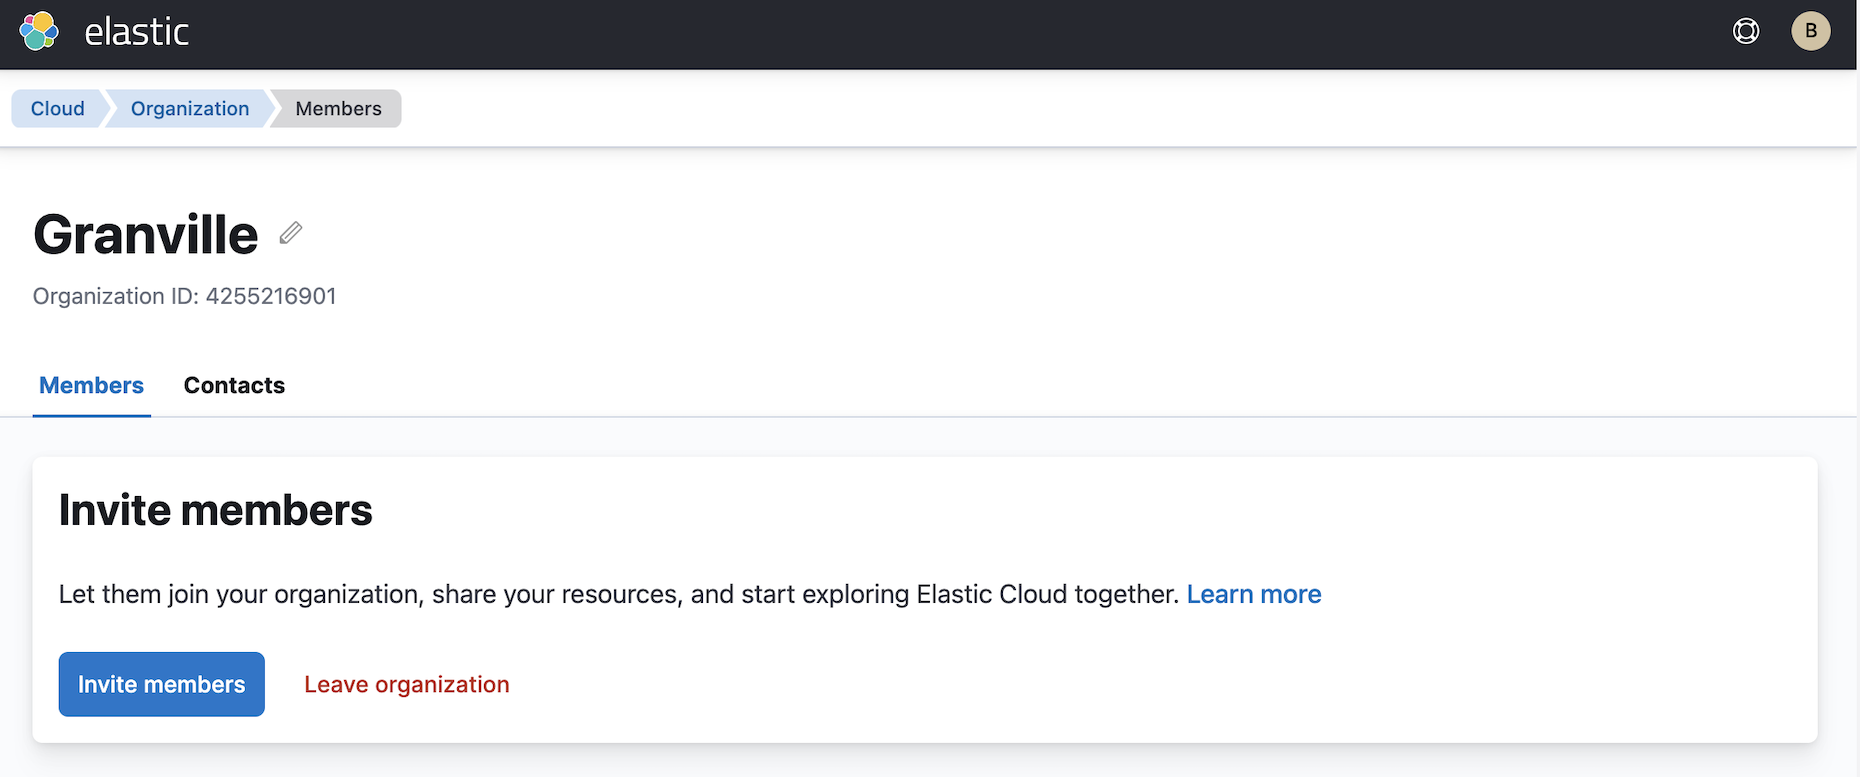 elastic
B
Cloud Organization Members
Granville
Organization ID: 4255216901
Members Contacts
Invite members
Let them join your organization, share your resources, and start exploring Elastic Cloud together. Learn more
Invite members Leave organization